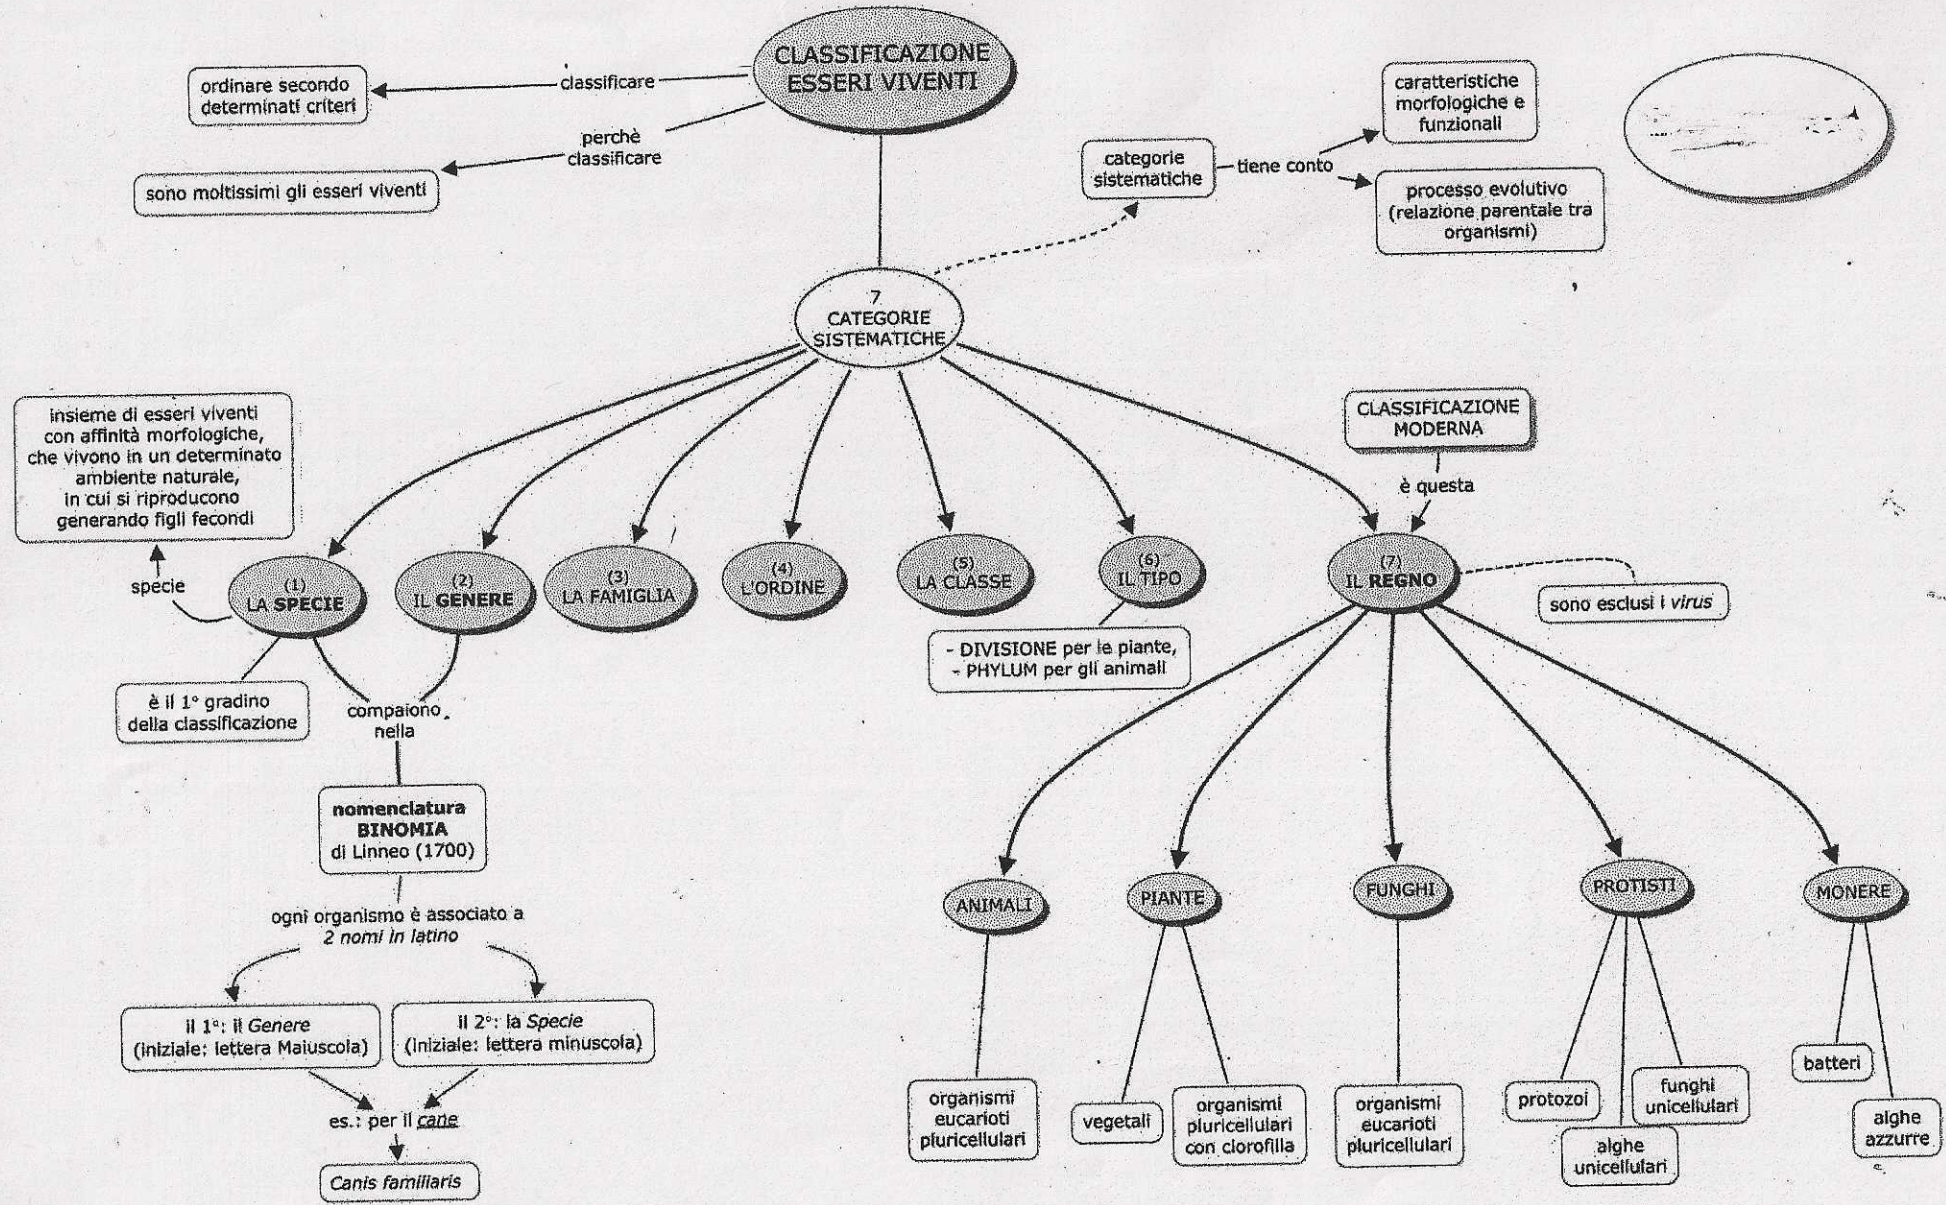 CLASSIFICAZIONE
ESSERI VIVENTI
classificare
ordinare secondo
determinati criteri
perchè
classificare
sono moltissimi gli esseri viventi
categorie
sistematiche
tiene conto
caratteristiche
morfologiche e
funzionali
processo evolutivo
(relazione parentale tra
organismi)
7
CATEGORIE
SISTEMATICHE
insieme di esseri viventi
con affinità morfologiche,
che vivono in un determinato
ambiente naturale,
in cui si riproducono
generando figli fecondi
specie
(1)
LA SPECIE
(2)
IL GENERE
(3)
LA FAMIGLIA
(4)
L'ORDINE
(5)
LA CLASSE
(6)
IL TIPO
(7)
IL REGNO
CLASSIFICAZIONE
MODERNA
è questa
sono esclusi i virus
- DIVISIONE per le piante,
- PHYLUM per gli animali
è il 1° gradino
della classificazione
compaiono
nella
nomenclatura
BINOMIA
di Linneo (1700)
ogni organismo è associato a
2 nomi in latino
il 1°: il Genere
(iniziale: lettera Maiuscola)
il 2°: la Specie
(iniziale: lettera minuscola)
es.: per il cane
Canis familiaris
ANIMALI
PIANTE
FUNGHI
PROTISTI
MONERE
organismi
eucarioti
pluricellulari
vegetali
organismi
pluricellulari
con clorofilla
organismi
eucarioti
pluricellulari
protozoi
alghe
unicellulari
funghi
unicellulari
batteri
alghe
azzurre